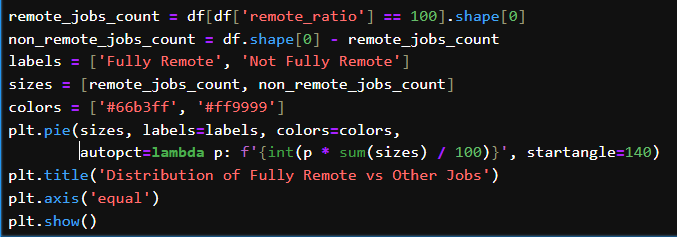 remote_jobs_count = df[df['remote_ratio'] == 100].shape[0]
non_remote_jobs_count = df.shape[0] - remote_jobs_count
labels = ['Fully Remote', 'Not Fully Remote']
sizes = [remote_jobs_count, non_remote_jobs_count]
colors = ['#66b3ff', '#ff9999']
plt.pie(sizes, labels=labels, colors=colors,
        autopct=lambda p: f'{int(p * sum(sizes) / 100)}', startangle=140)
plt.title('Distribution of Fully Remote vs Other Jobs')
plt.axis('equal')
plt.show()